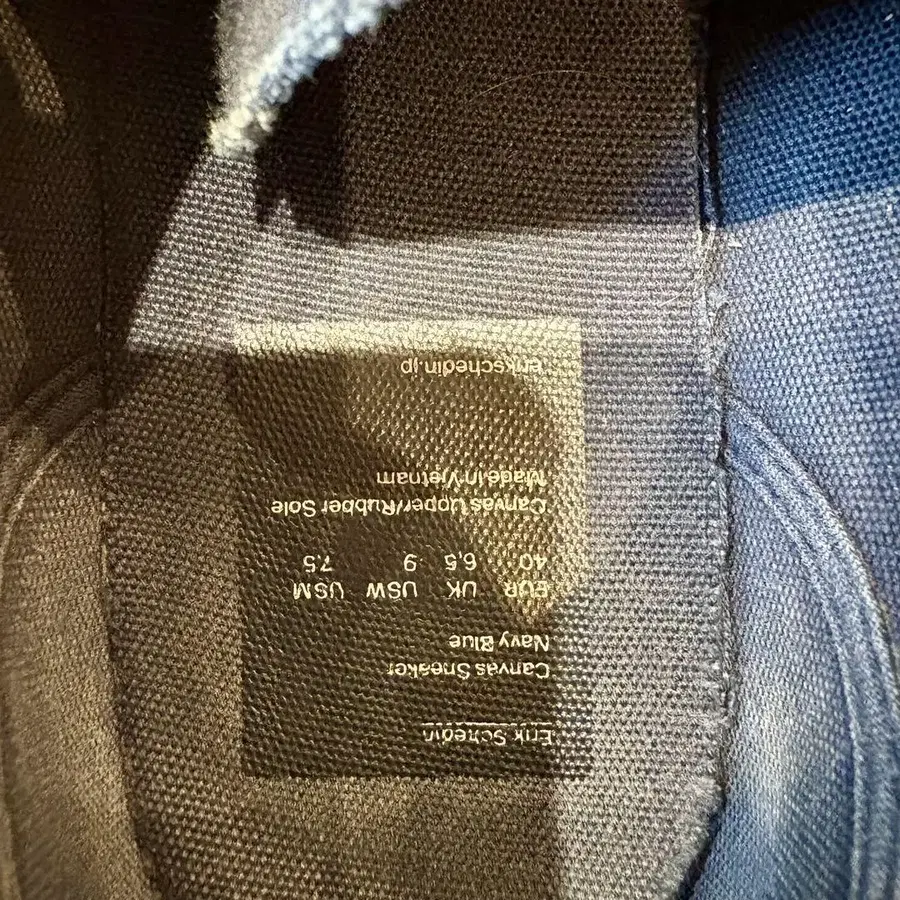 Erik Schedin
Canvas Sneaker
Navy Blue
EUR UK USW USM
40 6.5 9 7.5
Canvas Upper/Rubber Sole
Made in Vietnam
erikschedin.jp